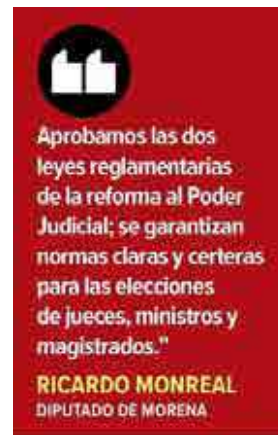 Aprobamos las dos
leyes reglamentarias
de la reforma al Poder
Judicial; se garantizan
normas claras y certeras
para las elecciones
de jueces, ministros y
magistrados."
RICARDO MONREAL
DIPUTADO DE MORENA